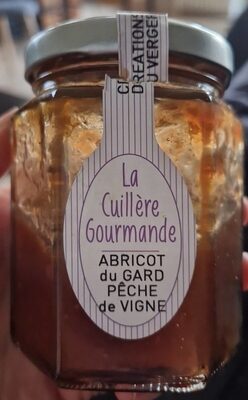 CRÉATIONS
DU VERGER
La
Cuillère
Gourmande
ABRICOT
du GARD
PÊCHE
de VIGNE